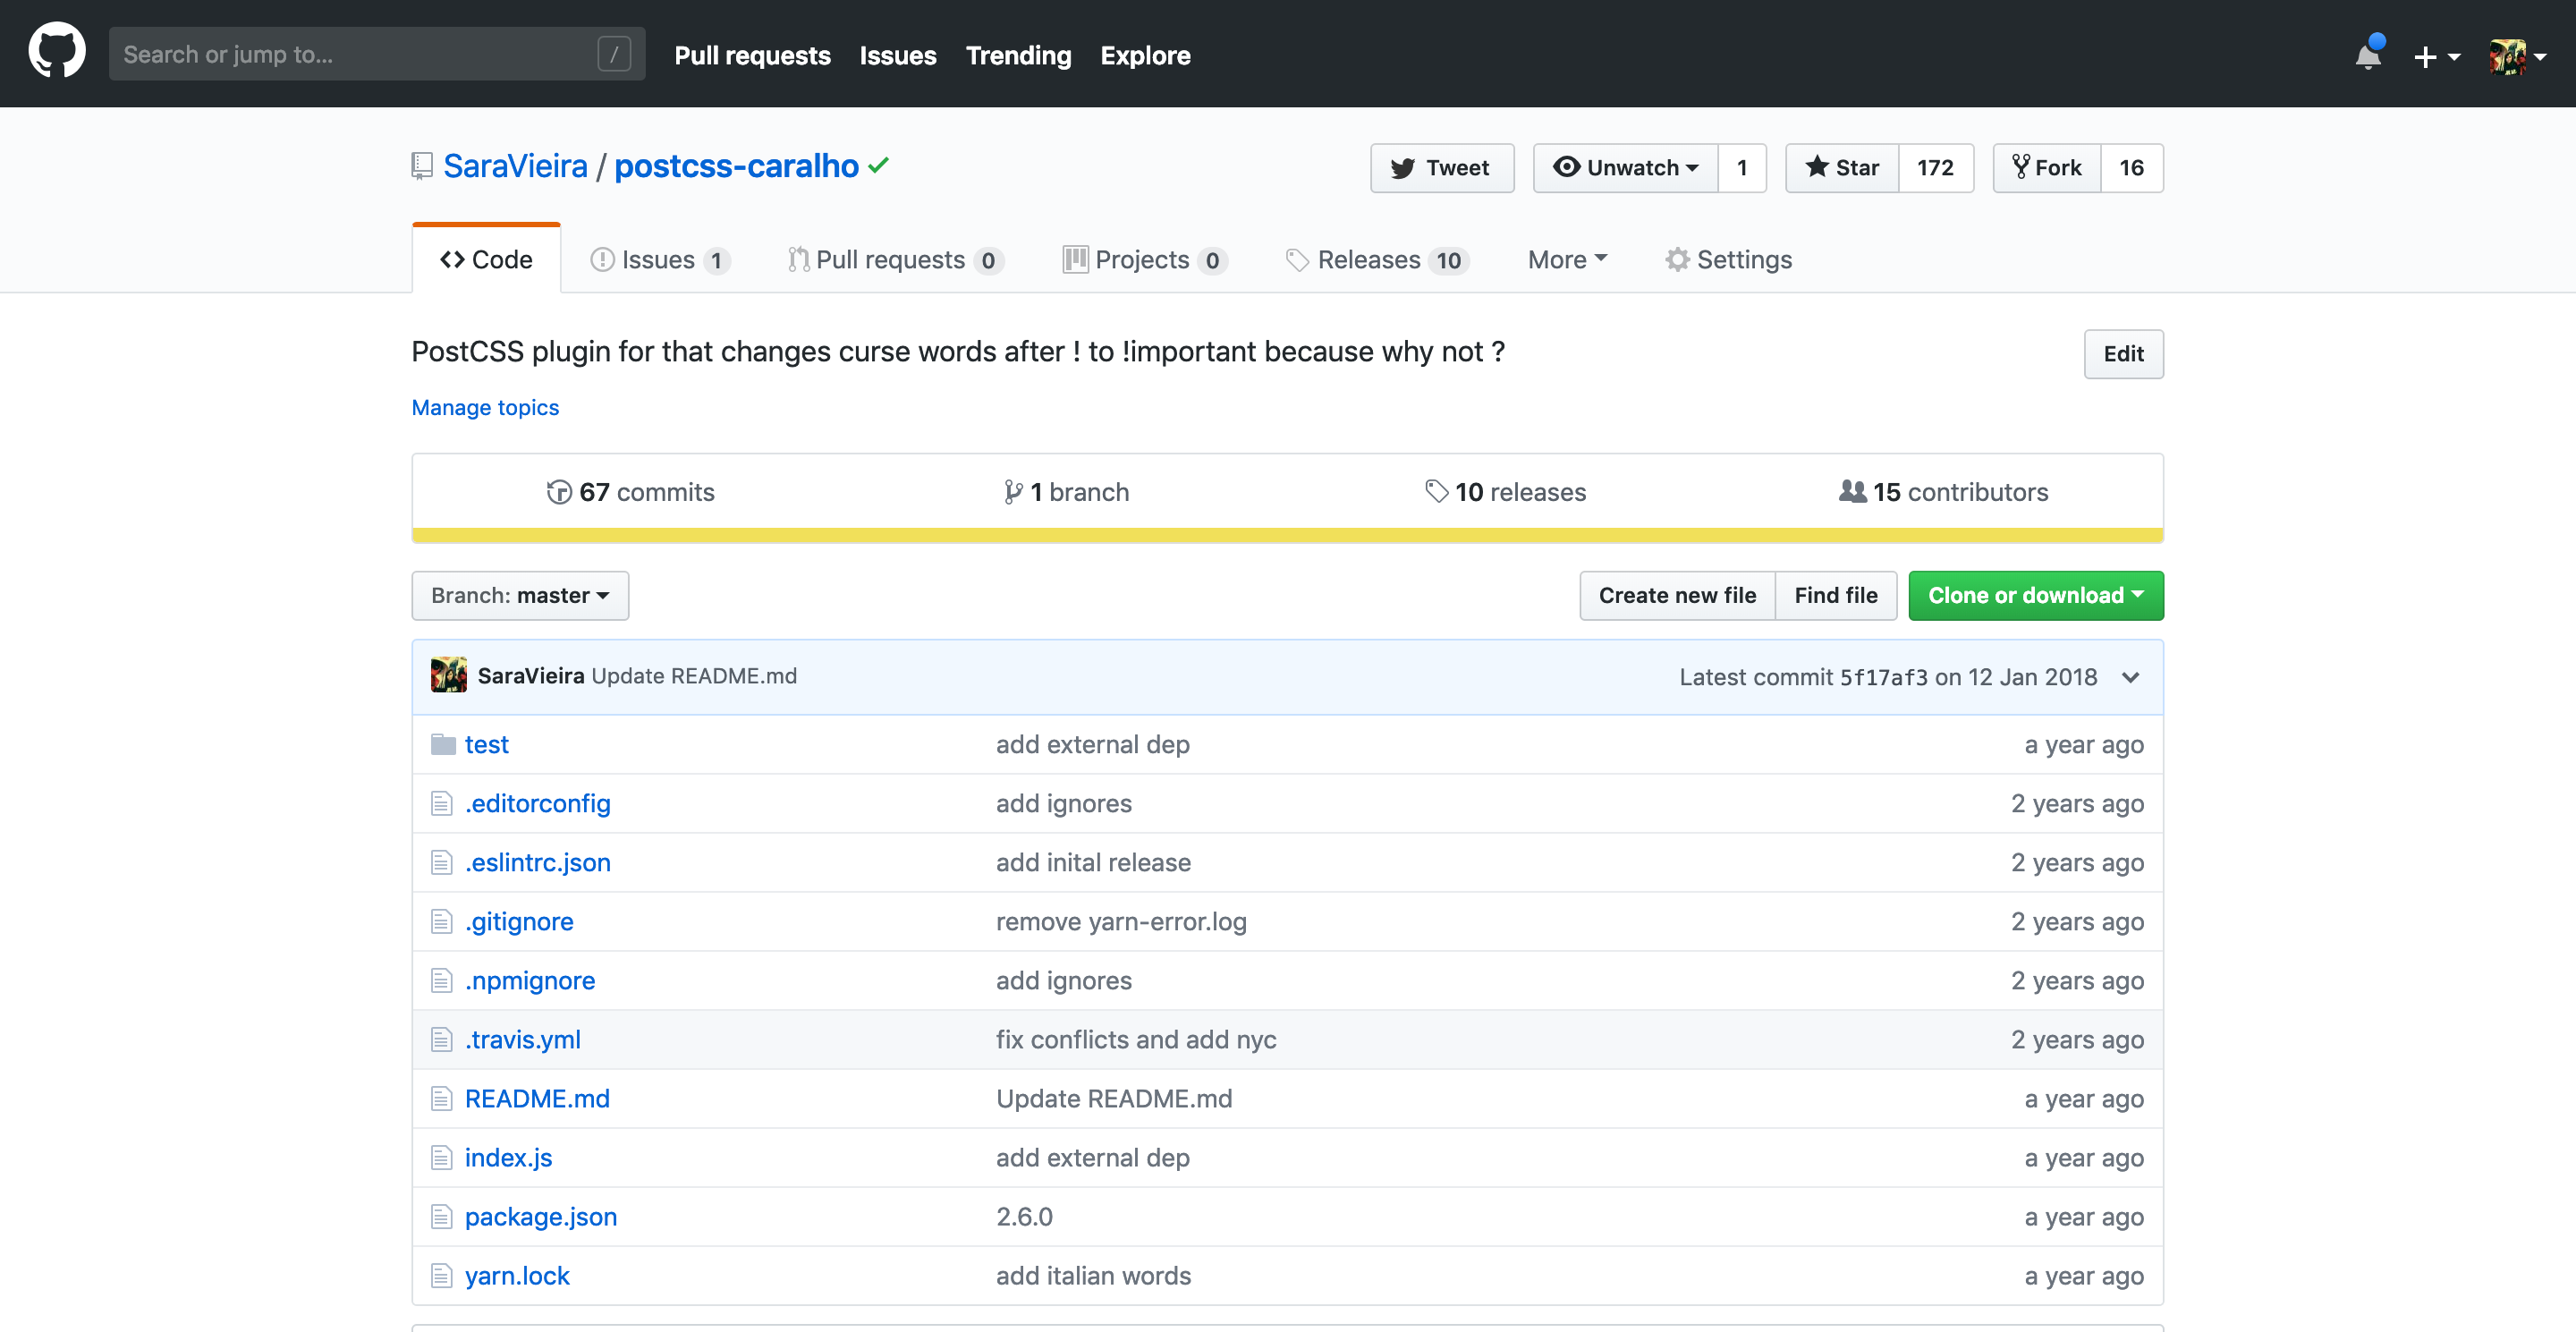 Search or jump to... /
Pull requests Issues Trending Explore
SaraVieira / postcss-caralho
Tweet Unwatch 1 Star 172 Fork 16
Code Issues 1 Pull requests 0 Projects 0 Releases 10 More Settings
PostCSS plugin for that changes curse words after ! to !important because why not ?
Edit
Manage topics
67 commits 1 branch 10 releases 15 contributors
Branch: master Create new file Find file Clone or download
SaraVieira Update README.md Latest commit 5f17af3 on 12 Jan 2018
test add external dep a year ago
.editorconfig add ignores 2 years ago
.eslintrc.json add inital release 2 years ago
.gitignore remove yarn-error.log 2 years ago
.npmignore add ignores 2 years ago
.travis.yml fix conflicts and add nyc 2 years ago
README.md Update README.md a year ago
index.js add external dep a year ago
package.json 2.6.0 a year ago
yarn.lock add italian words a year ago